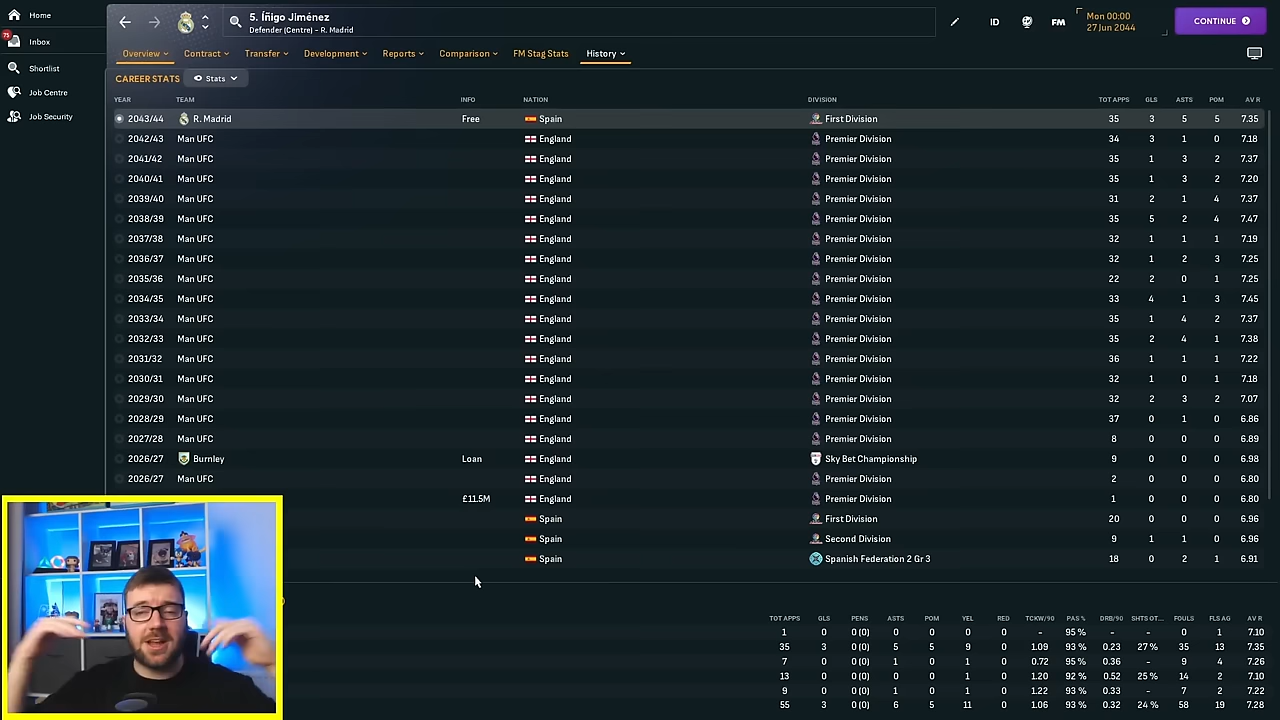 Home
Inbox
75
Shortlist
Job Centre
Job Security
5. Íñigo Jiménez
Defender (Centre) - R. Madrid
ID
FM
Mon 00:00
27 Jun 2044
CONTINUE
Overview Contract Transfer Development Reports Comparison FM Stag Stats History
CAREER STATS Stats
YEAR TEAM INFO NATION DIVISION TOT APPS GLS ASTS POM AV R
2043/44 R. Madrid Free Spain First Division 35 3 5 5 7.35
2042/43 Man UFC England Premier Division 34 3 1 0 7.18
2041/42 Man UFC England Premier Division 35 1 3 2 7.37
2040/41 Man UFC England Premier Division 35 1 3 2 7.20
2039/40 Man UFC England Premier Division 31 2 1 4 7.37
2038/39 Man UFC England Premier Division 35 5 2 4 7.47
2037/38 Man UFC England Premier Division 32 1 1 1 7.19
2036/37 Man UFC England Premier Division 32 1 2 3 7.25
2035/36 Man UFC England Premier Division 22 2 0 1 7.25
2034/35 Man UFC England Premier Division 33 4 1 3 7.45
2033/34 Man UFC England Premier Division 35 1 4 2 7.37
2032/33 Man UFC England Premier Division 35 2 4 1 7.38
2031/32 Man UFC England Premier Division 36 1 1 1 7.22
2030/31 Man UFC England Premier Division 32 1 0 1 7.18
2029/30 Man UFC England Premier Division 32 2 3 2 7.07
2028/29 Man UFC England Premier Division 37 0 1 0 6.86
2027/28 Man UFC England Premier Division 8 0 0 0 6.89
2026/27 Burnley Loan England Sky Bet Championship 9 0 0 0 6.98
2026/27 Man UFC England Premier Division 2 0 0 0 6.80
£11.5M England Premier Division 1 0 0 0 6.80
Spain First Division 20 0 0 0 6.96
Spain Second Division 9 1 1 0 6.96
Spain Spanish Federation 2 Gr 3 18 0 2 1 6.91
TOT APPS GLS PENS ASTS POM YEL RED TCKW/90 PAS % DRB/90 SHTS OT... FOULS FLS AG AV R
1 0 0 (0) 0 0 0 0 - 95 % - - 0 1 7.10
0 0 (0) 5 5 9 0 1.09 93 % 0.23 27 % 35 13 7.35
7 0 0 (0) 1 0 1 0 0.72 95 % 0.36 - 9 4 7.26
13 0 0 (0) 0 0 1 0 1.20 92 % 0.52 25 % 14 2 7.10
9 0 0 (0) 1 0 93 % 0.33 7 2
55 0 0 (0) 6 5 11 0 1.06 93 % 0.32 24 % 58 19